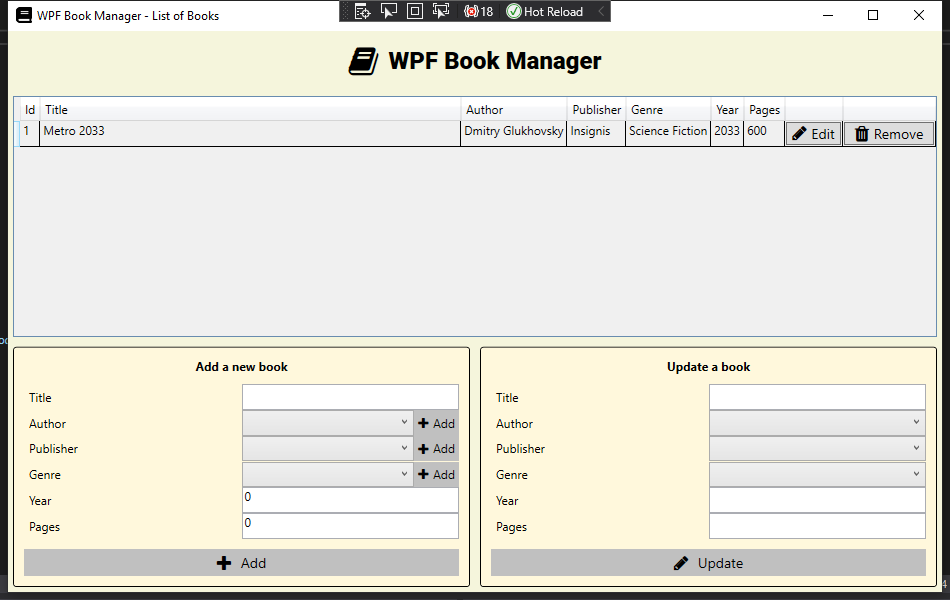 WPF Book Manager - List of Books
18 Hot Reload
WPF Book Manager
Id Title Author Publisher Genre Year Pages
1 Metro 2033 Dmitry Glukhovsky Insignis Science Fiction 2033 600 Edit Remove
Add a new book
Title
Author Add
Publisher Add
Genre Add
Year 0
Pages 0
Add
Update a book
Title
Author
Publisher
Genre
Year
Pages
Update